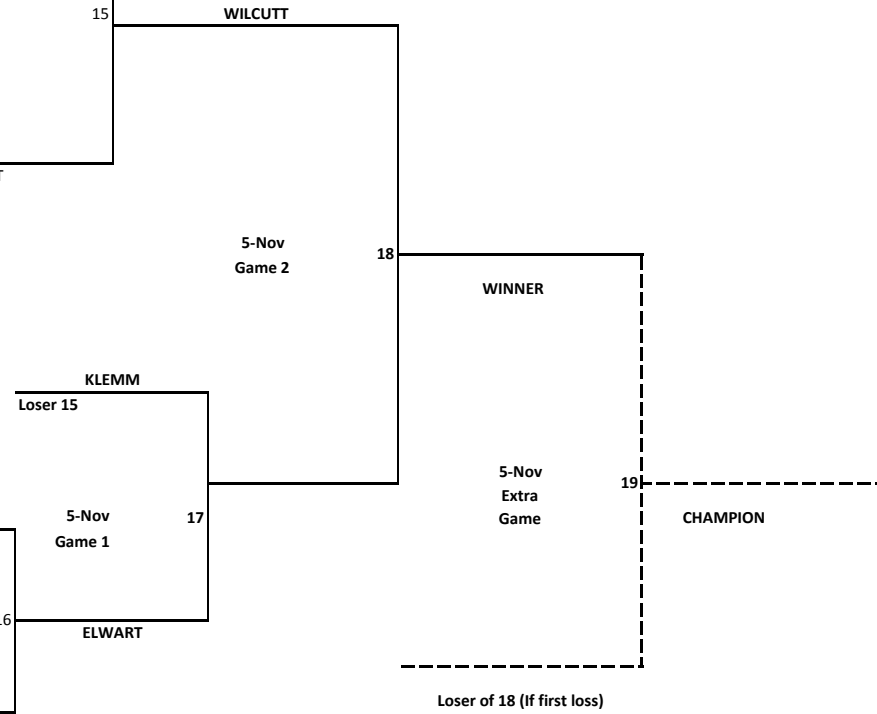 15
WILCUTT
T
5-Nov
Game 2
18
WINNER
KLEMM
Loser 15
5-Nov
Game 1
17
5-Nov
Extra
Game
19
CHAMPION
16
ELWART
Loser of 18 (If first loss)